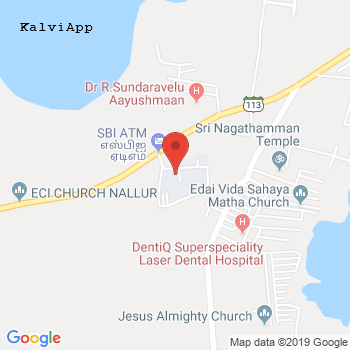 KalviApp
Dr R.Sundaravelu
Aayushmaan
H
113
SBI ATM
எஸ்பிஐ
ஏடிஎம்
Sri Nagathamman
Temple
ECI CHURCH NALLUR
Edai Vida Sahaya
Matha Church
H
DentiQ Superspeciality
Laser Dental Hospital
Jesus Almighty Church
Google
Map data ©2019 Google